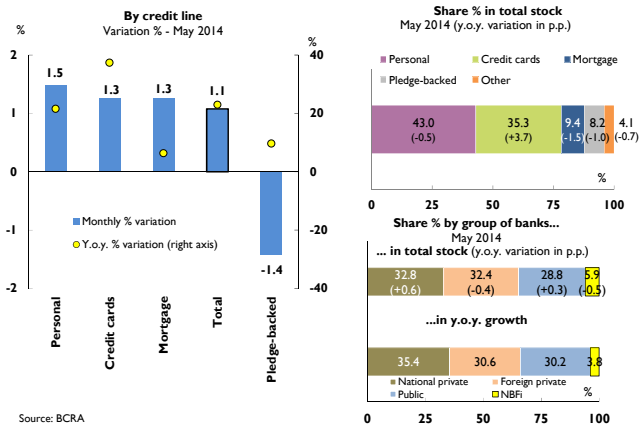 By credit line
Variation % - May 2014
%
%
2
1
0
-1
-2
40
20
0
-20
-40
1.5
1.3
1.3
1.1
-1.4
Monthly % variation
Y.o.y. % variation (right axis)
Personal
Credit cards
Mortgage
Total
Pledge-backed
Source: BCRA
Share % in total stock
May 2014 (y.o.y. variation in p.p.)
Personal Credit cards Mortgage
Pledge-backed Other
43.0 35.3 9.4 8.2 4.1
(-0.5) (+3.7) (-1.5) (-1.0) (-0.7)
%
0 25 50 75 100
Share % by group of banks...
May 2014
... in total stock (y.o.y. variation in p.p.)
32.8 32.4 28.8 5.9
(+0.6) (-0.4) (+0.3) (-0.5)
...in y.o.y. growth
35.4 30.6 30.2 3.8
National private Foreign private
Public NBFi
%
0 25 50 75 100